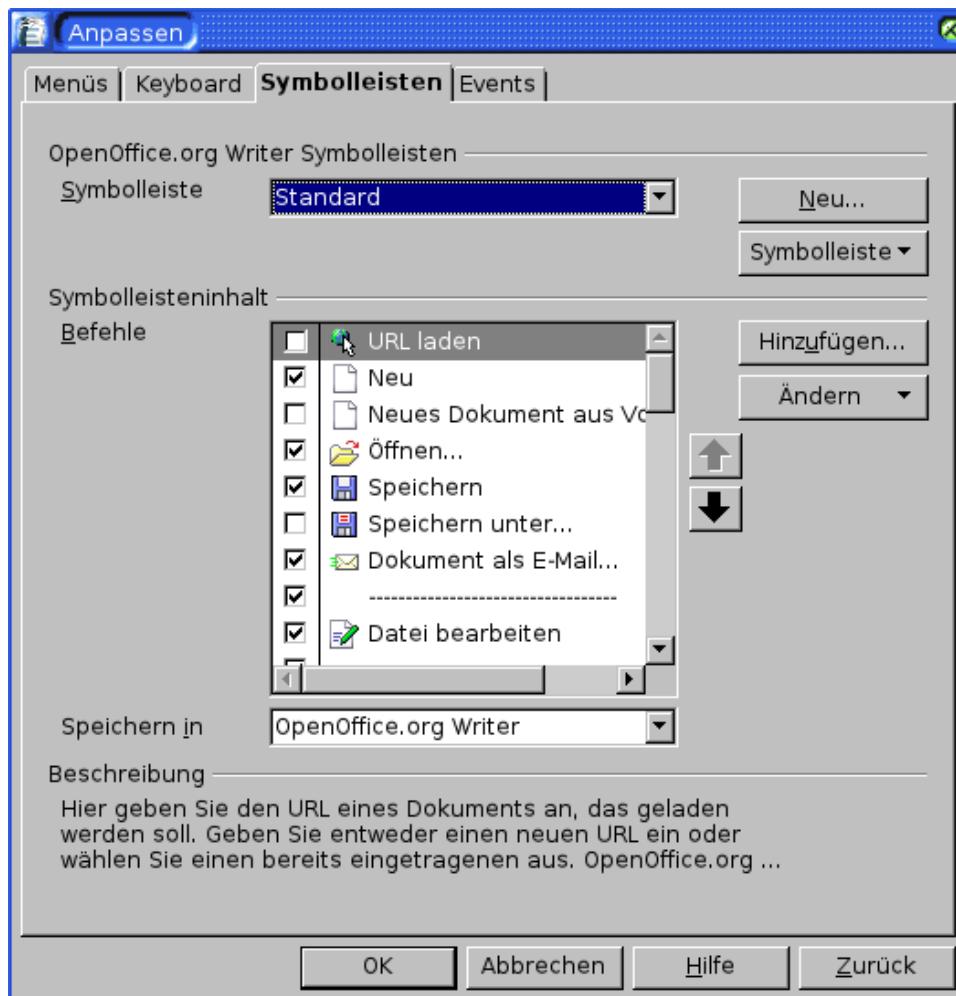 Anpassen
Menüs Keyboard Symbolleisten Events
OpenOffice.org Writer Symbolleisten
Symbolleiste Standard Neu...
Symbolleiste
Symbolleisteninhalt
Befehle URL laden Hinzufügen...
Neu
Ändern
Neues Dokument aus
Öffnen...
Speichern
Speichern unter...
Dokument als E-Mail...
----------------------------------
Datei bearbeiten
Speichern in OpenOffice.org Writer
Beschreibung
Hier geben Sie den URL eines Dokuments an, das geladen
werden soll. Geben Sie entweder einen neuen URL ein oder
wählen Sie einen bereits eingetragenen aus. OpenOffice.org ...
OK Abbrechen Hilfe Zurück